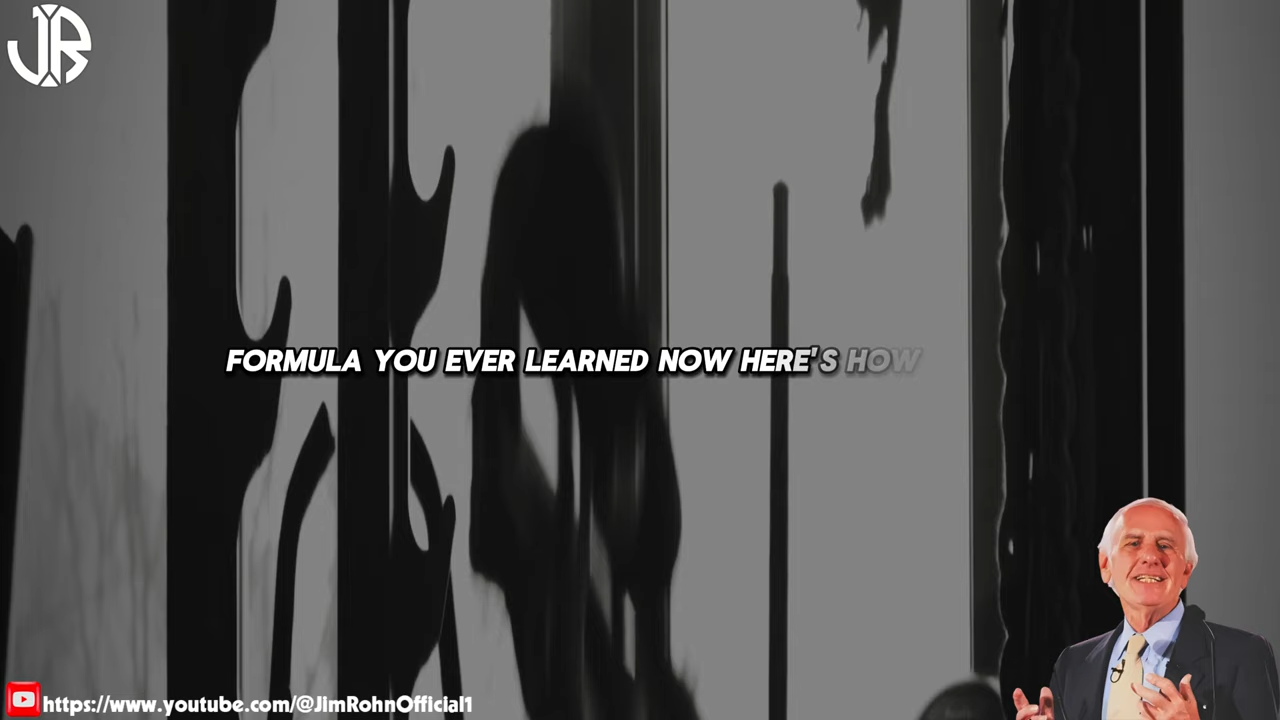 JR
FORMULA YOU EVER LEARNED NOW HERE'S HOW
https://www.youtube.com/@JimRohnOfficial1